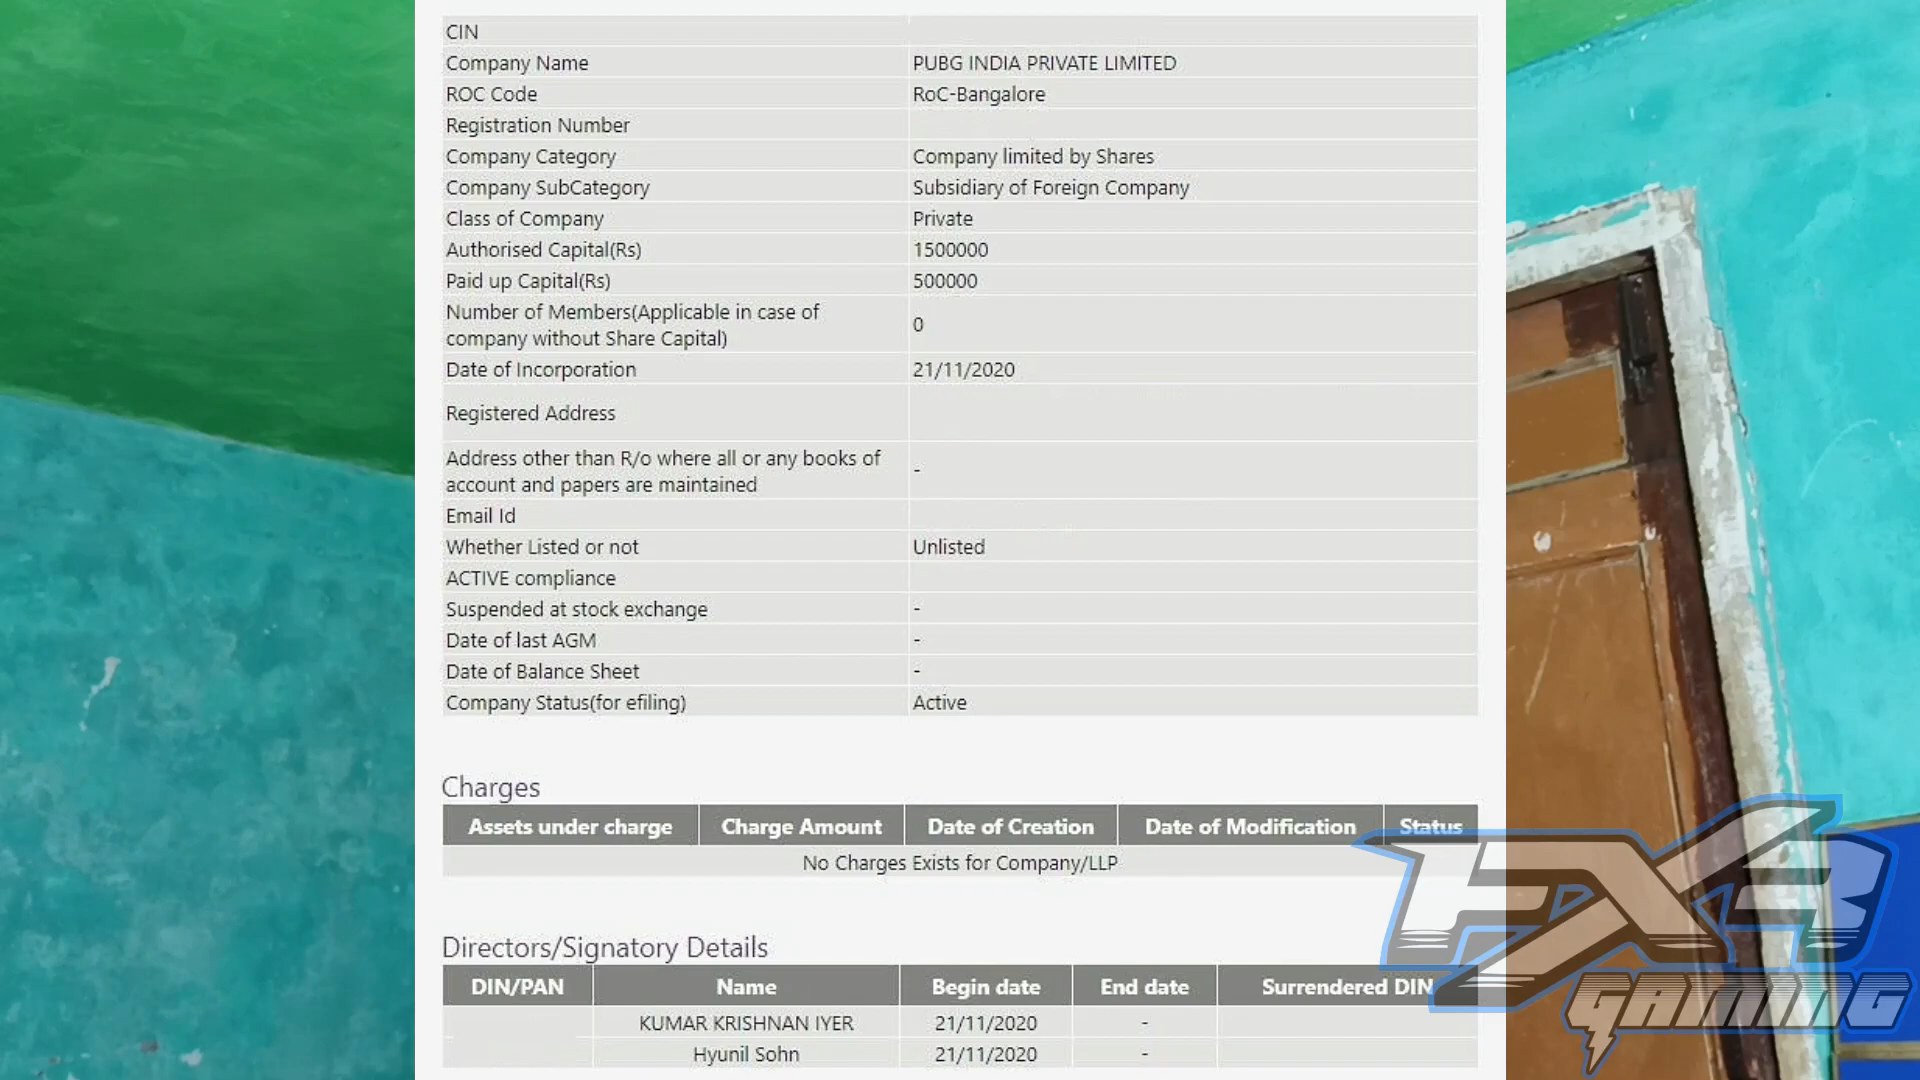 CIN
Company Name PUBG INDIA PRIVATE LIMITED
ROC Code RoC-Bangalore
Registration Number
Company Category Company limited by Shares
Company SubCategory Subsidiary of Foreign Company
Class of Company Private
Authorised Capital(Rs) 1500000
Paid up Capital(Rs) 500000
Number of Members(Applicable in case of
company without Share Capital) 0
Date of Incorporation 21/11/2020
Registered Address
Address other than R/o where all or any books of
account and papers are maintained -
Email Id
Whether Listed or not Unlisted
ACTIVE compliance
Suspended at stock exchange -
Date of last AGM -
Date of Balance Sheet -
Company Status(for efiling) Active
Charges
Assets under charge Charge Amount Date of Creation Date of Modification Status
No Charges Exists for Company/LLP
Directors/Signatory Details
DIN/PAN Name Begin date End date Surrendered DIN
KUMAR KRISHNAN IYER 21/11/2020 -
Hyunil Sohn 21/11/2020 -
GAMING